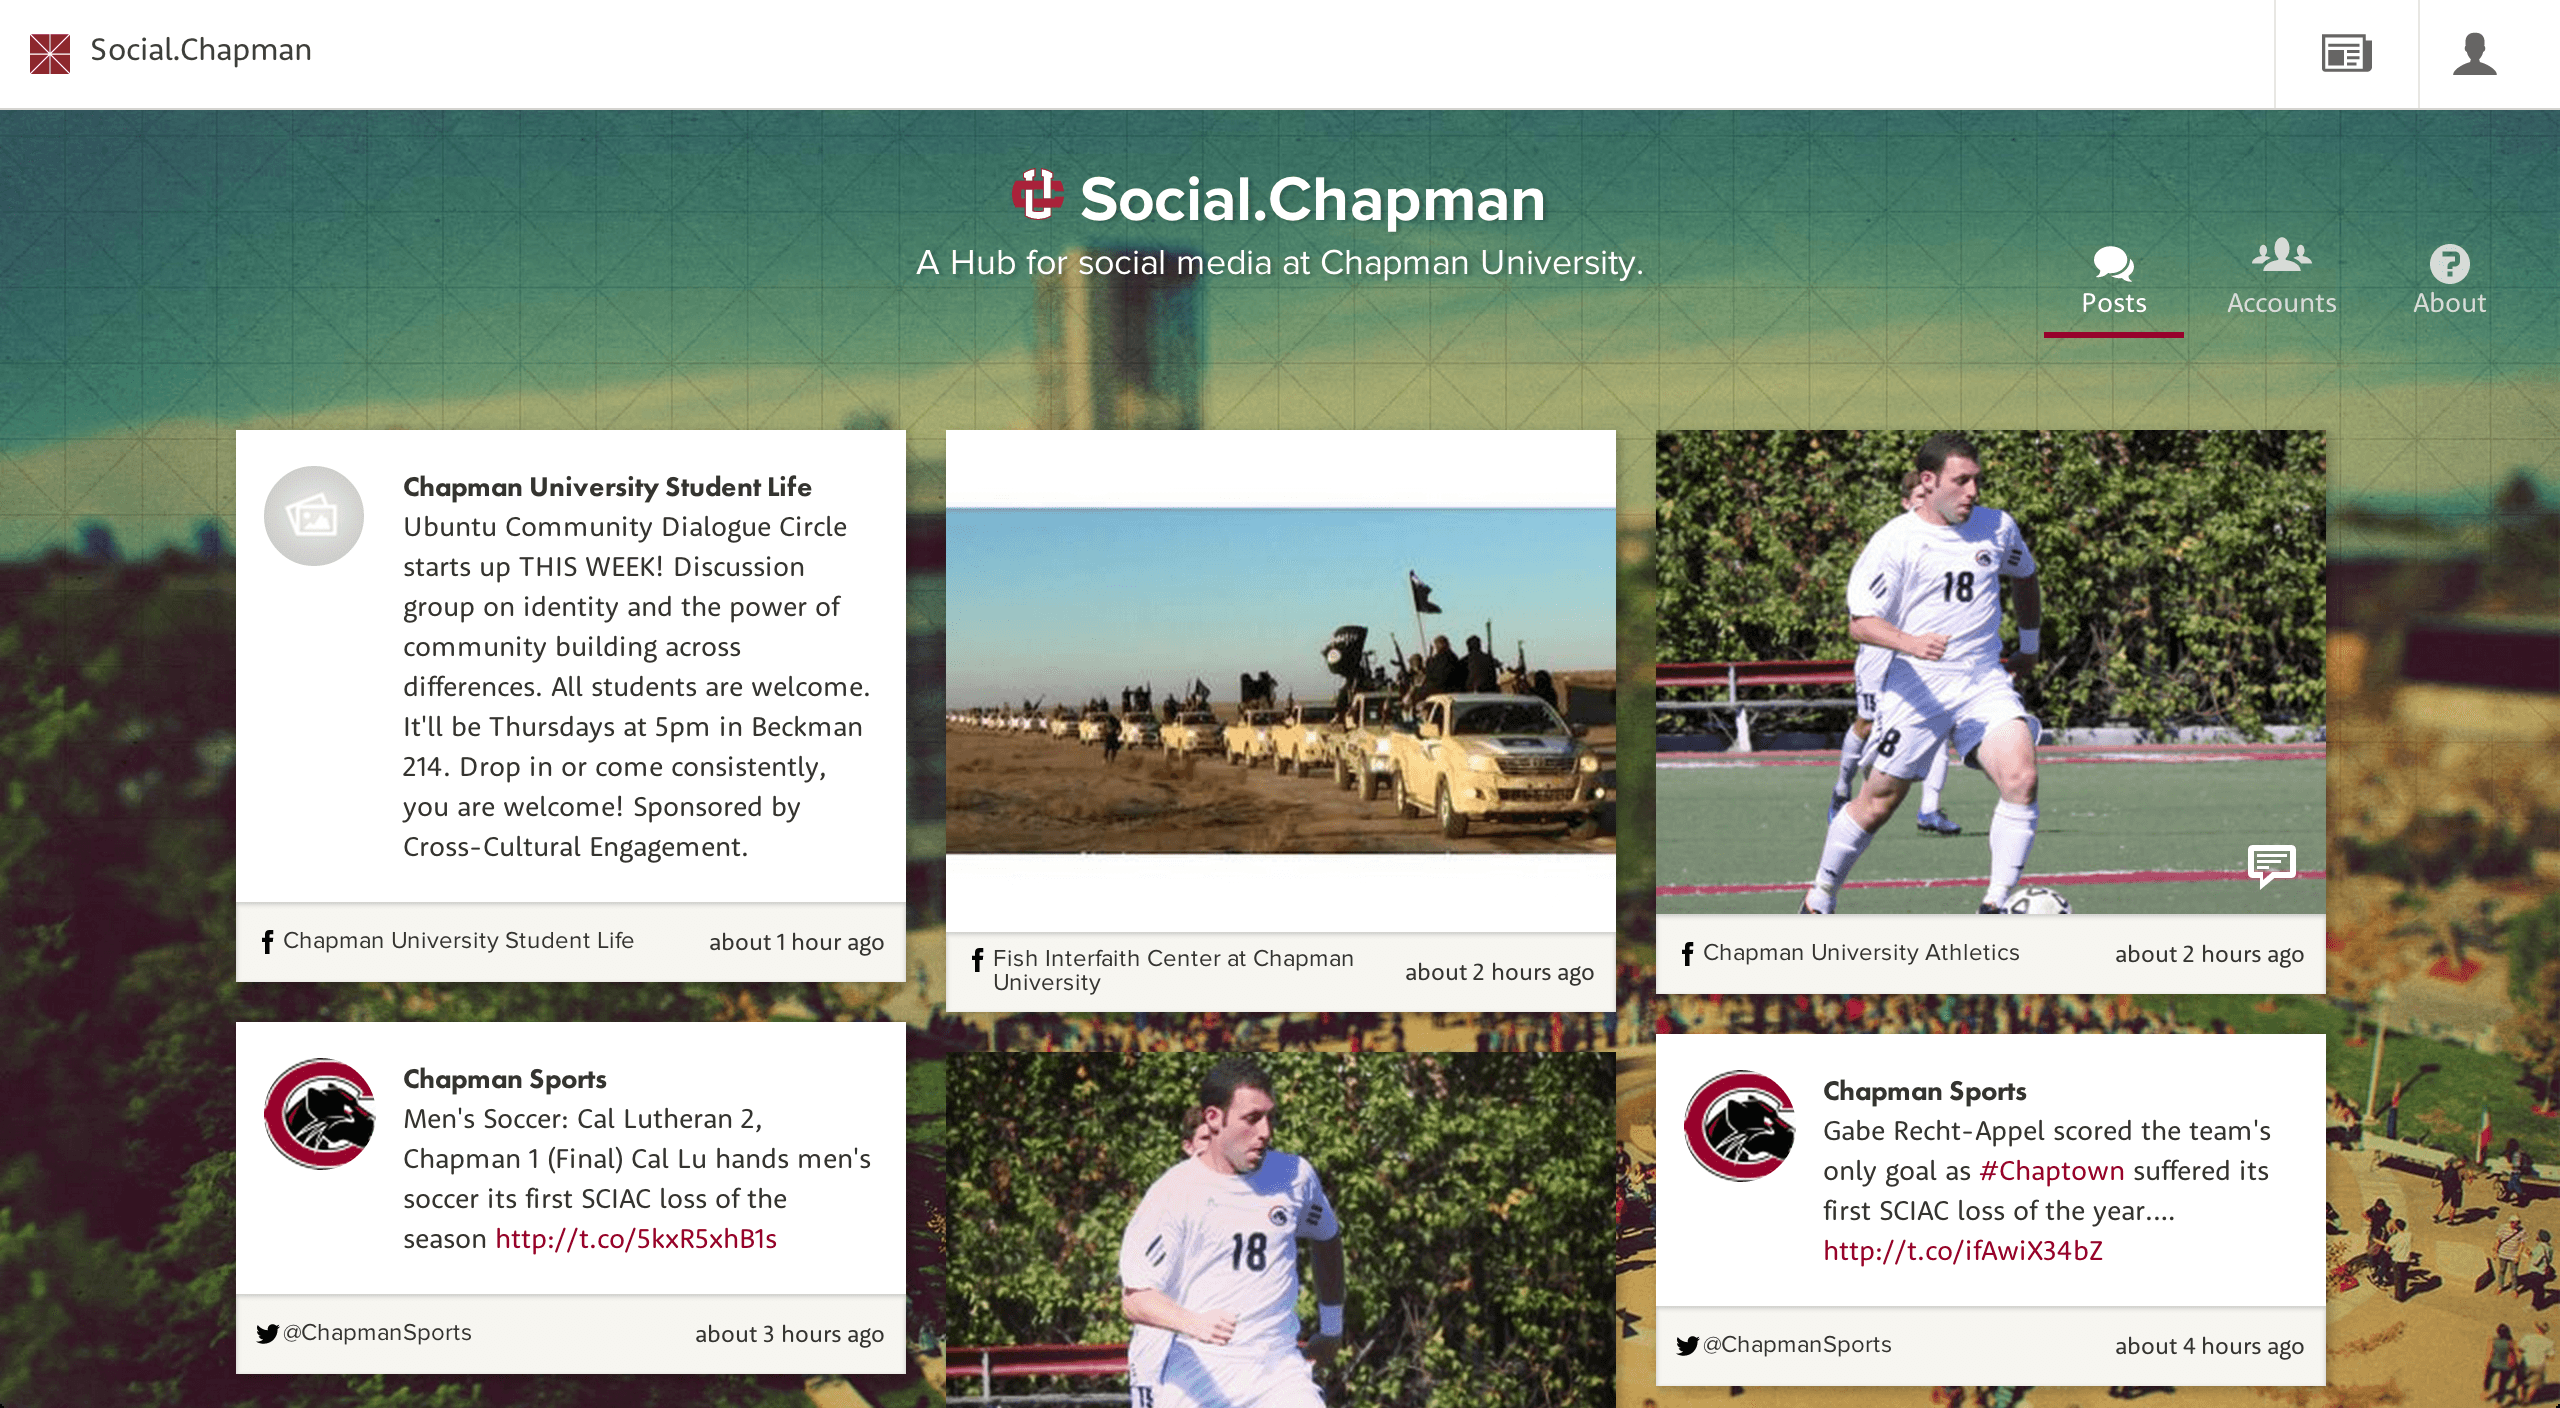 Social.Chapman
Social.Chapman
A Hub for social media at Chapman University.
Posts
Accounts
About
Chapman University Student Life
Ubuntu Community Dialogue Circle
starts up THIS WEEK! Discussion
group on identity and the power of
community building across
differences. All students are welcome.
It'll be Thursdays at 5pm in Beckman
214. Drop in or come consistently,
you are welcome! Sponsored by
Cross-Cultural Engagement.
Chapman University Student Life
about 1 hour ago
Fish Interfaith Center at Chapman
University
about 2 hours ago
18
8
Chapman University Athletics
about 2 hours ago
Chapman Sports
Men's Soccer: Cal Lutheran 2,
Chapman 1 (Final) Cal Lu hands men's
soccer its first SCIAC loss of the
season http://t.co/5kxR5xhB1s
@ChapmanSports
about 3 hours ago
18
Chapman Sports
Gabe Recht-Appel scored the team's
only goal as #Chaptown suffered its
first SCIAC loss of the year....
http://t.co/ifAwiX34bZ
@ChapmanSports
about 4 hours ago